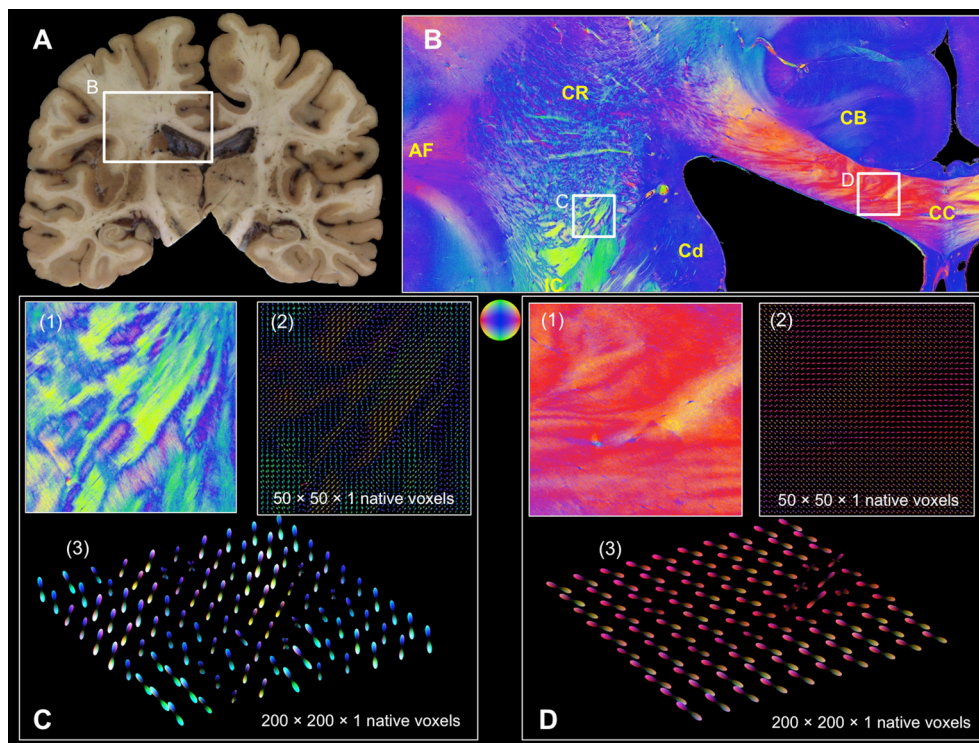 A
B
B
CR
AF
CB
D
CC
C
Cd
IC
(1)
(2)
50 × 50 × 1 native voxels
(3)
C
200 × 200 × 1 native voxels
(1)
(2)
50 × 50 × 1 native voxels
(3)
D
200 × 200 × 1 native voxels